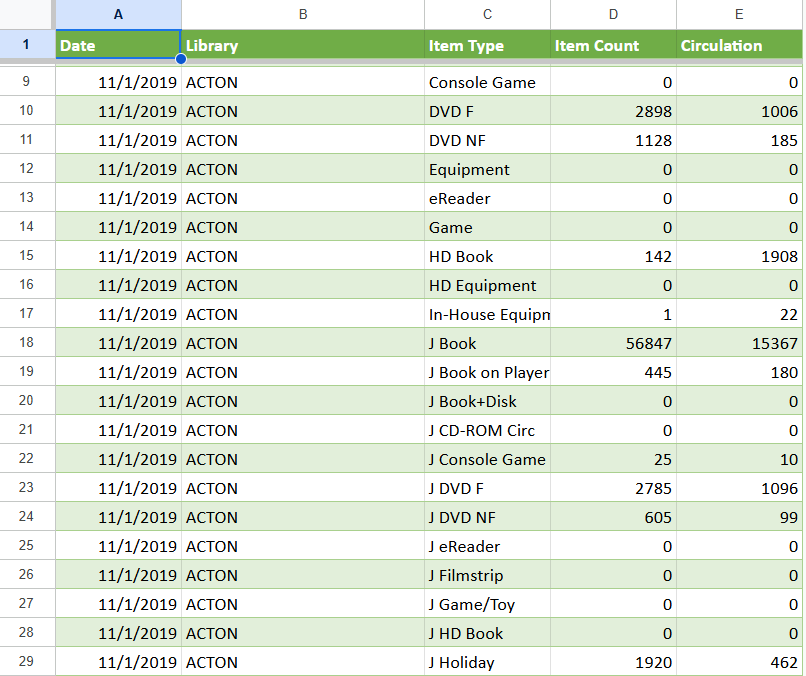 A B C D E
1 Date Library Item Type Item Count Circulation
9 11/1/2019 ACTON Console Game 0 0
10 11/1/2019 ACTON DVD F 2898 1006
11 11/1/2019 ACTON DVD NF 1128 185
12 11/1/2019 ACTON Equipment 0 0
13 11/1/2019 ACTON eReader 0 0
14 11/1/2019 ACTON Game 0 0
15 11/1/2019 ACTON HD Book 142 1908
16 11/1/2019 ACTON HD Equipment 0 0
17 11/1/2019 ACTON In-House Equipm 1 22
18 11/1/2019 ACTON J Book 56847 15367
19 11/1/2019 ACTON J Book on Player 445 180
20 11/1/2019 ACTON J Book+Disk 0 0
21 11/1/2019 ACTON J CD-ROM Circ 0 0
22 11/1/2019 ACTON J Console Game 25 10
23 11/1/2019 ACTON J DVD F 2785 1096
24 11/1/2019 ACTON J DVD NF 605 99
25 11/1/2019 ACTON J eReader 0 0
26 11/1/2019 ACTON J Filmstrip 0 0
27 11/1/2019 ACTON J Game/Toy 0 0
28 11/1/2019 ACTON J HD Book 0 0
29 11/1/2019 ACTON J Holiday 1920 462